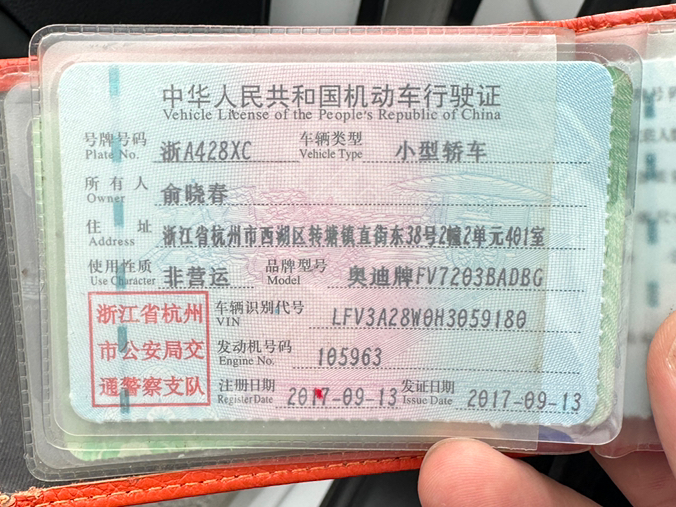 中华人民共和国机动车行驶证
Vehicle License of the People's Republic of China
号牌号码 浙A428XC 车辆类型 小型轿车
Plate No. Vehicle Type
所有人 俞晓春
Owner
住址 浙江省杭州市西湖区转塘镇直街东38号2幢2单元401室
Address
使用性质 非营运 品牌型号 奥迪牌FV7203BADBG
Use Character Model
浙江省杭州
市公安局交
通警察支队
车辆识别代号 LFV3A28W0H3059180
VIN
发动机号码 105963
Engine No.
注册日期 2017-09-13 发证日期 2017-09-13
Register Date Issue Date